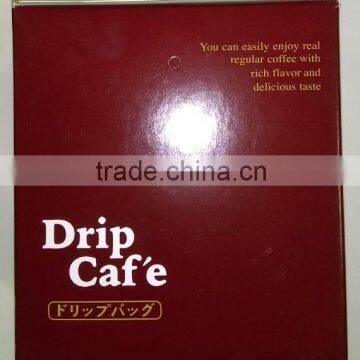 You can easily enjoy real
regular coffee with
rich flavor and
delicious taste
trade.china.cn
Drip
Caf´e
ドリップバッグ